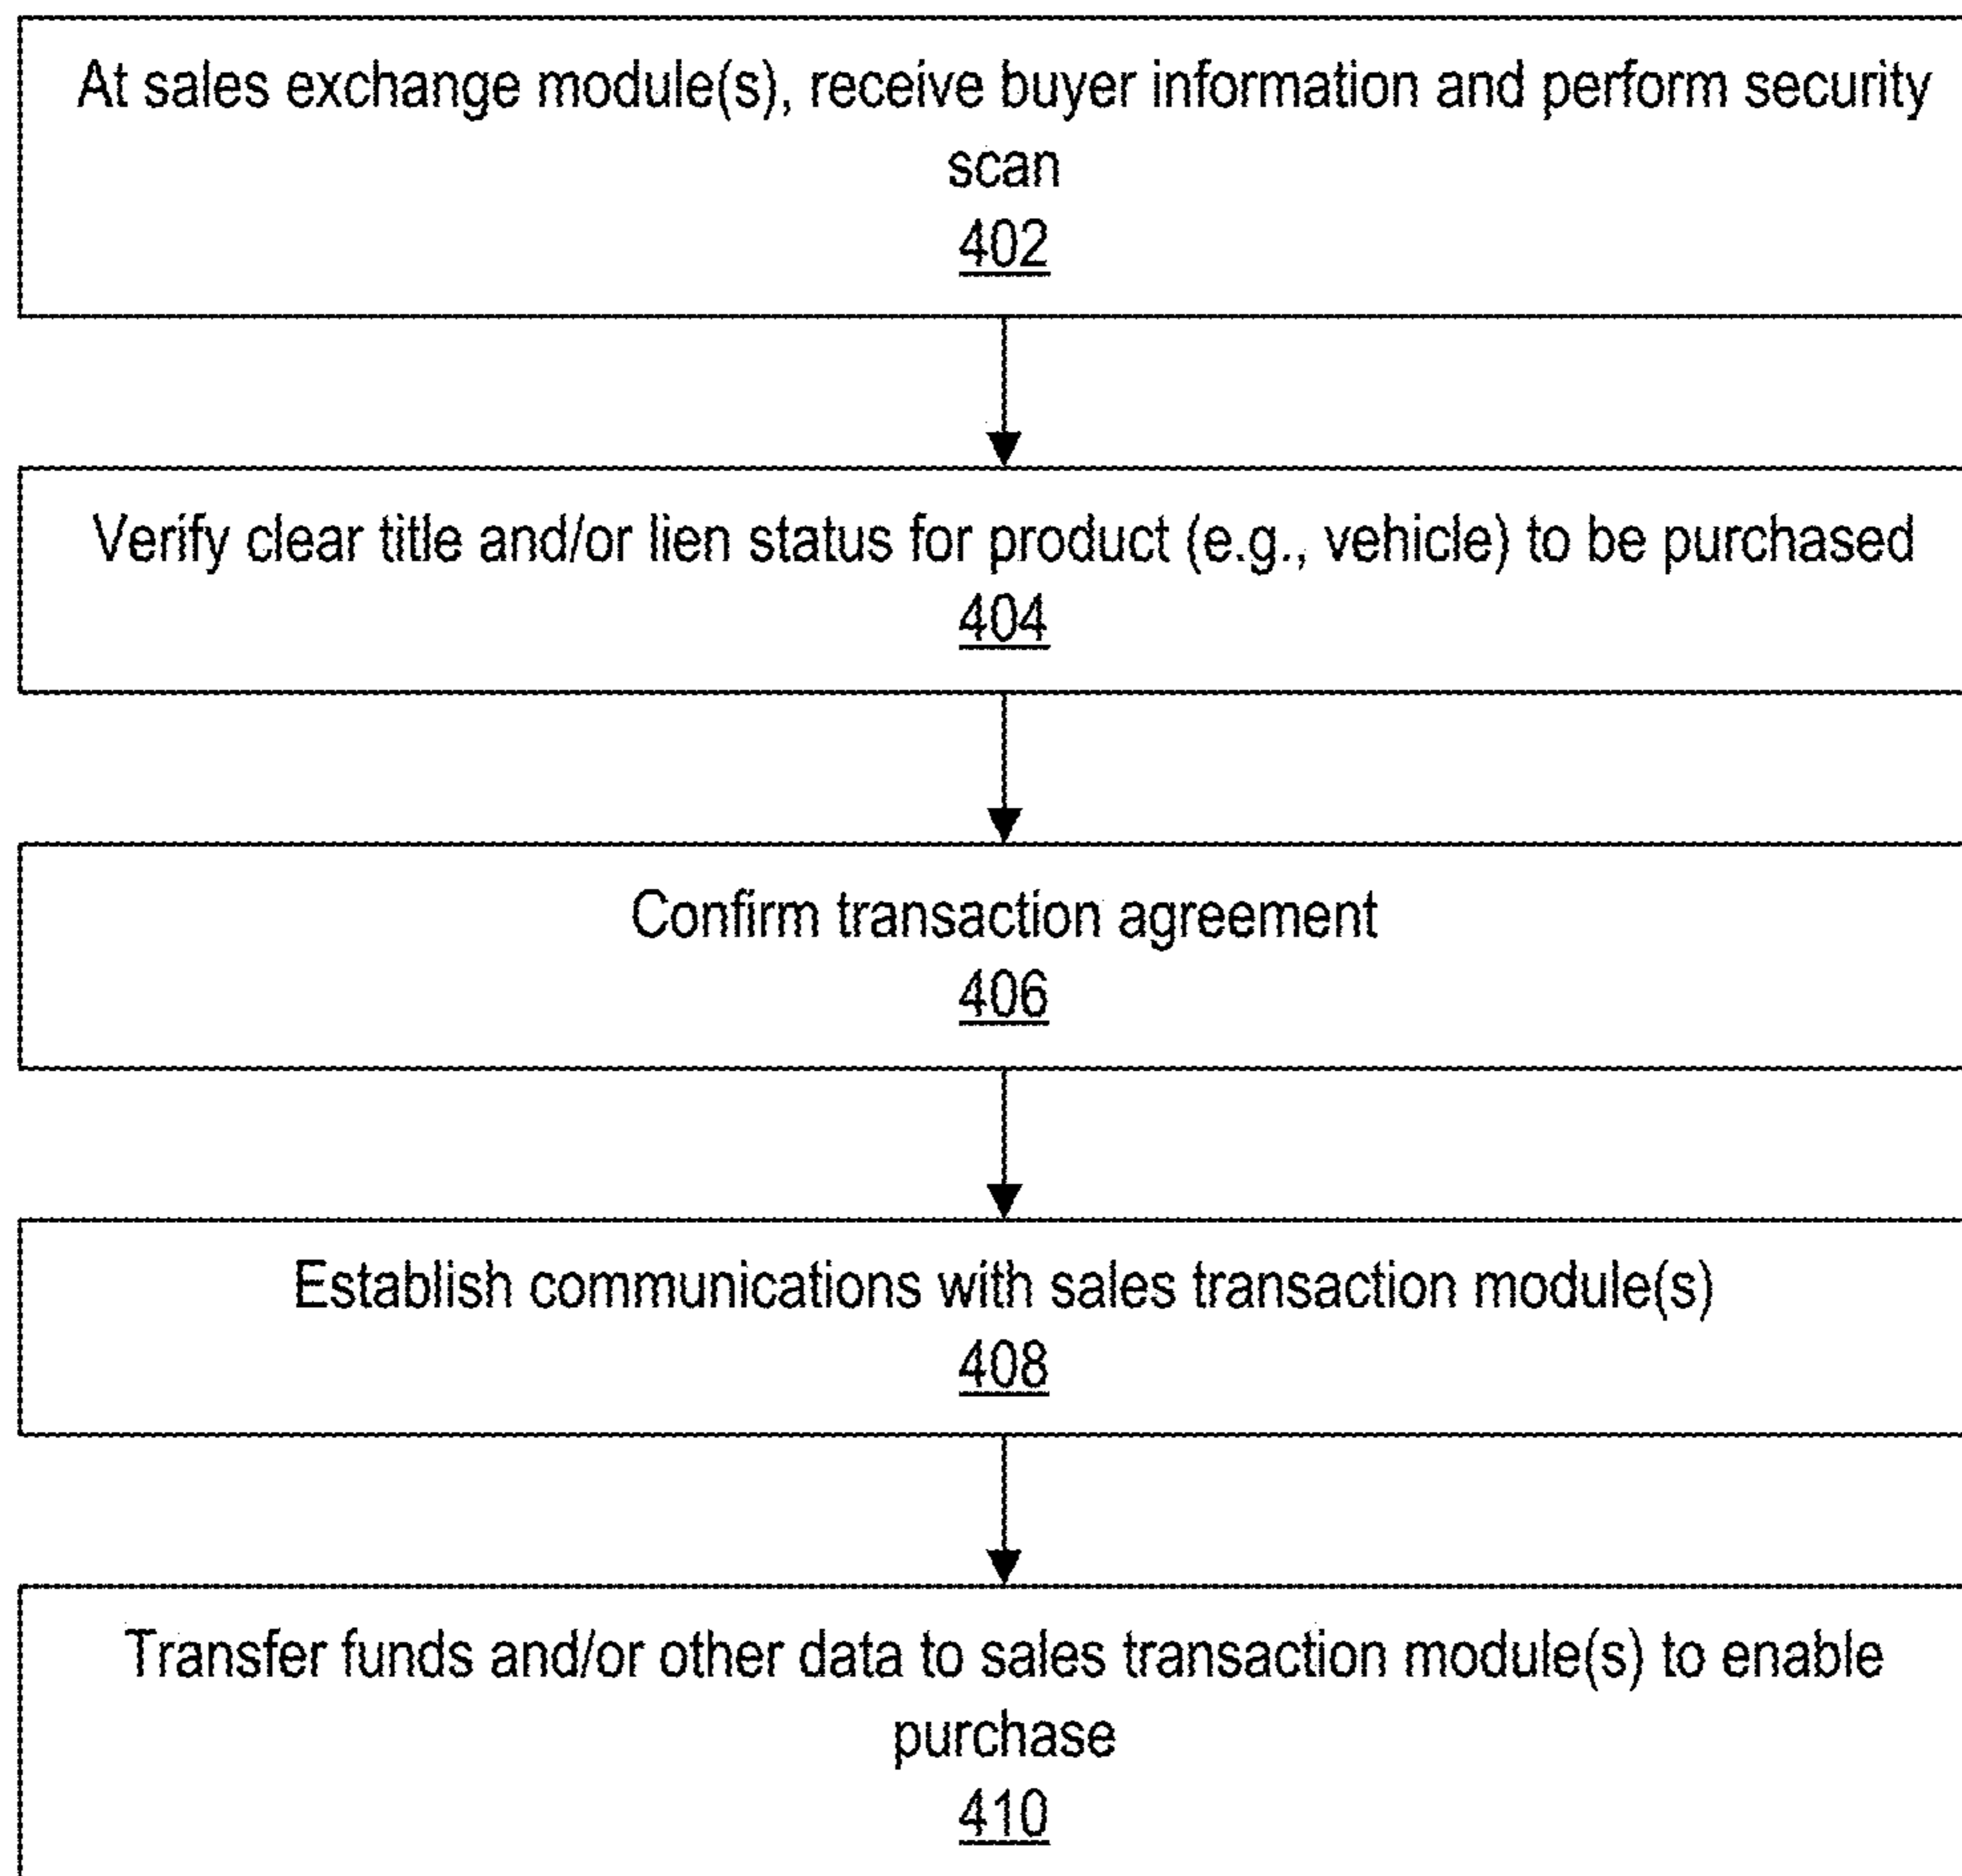 At sales exchange module(s), receive buyer information and perform security
scan
402
Verify clear title and/or lien status for product (e.g., vehicle) to be purchased
404
Confirm transaction agreement
406
Establish communications with sales transaction module(s)
408
Transfer funds and/or other data to sales transaction module(s) to enable
purchase
410